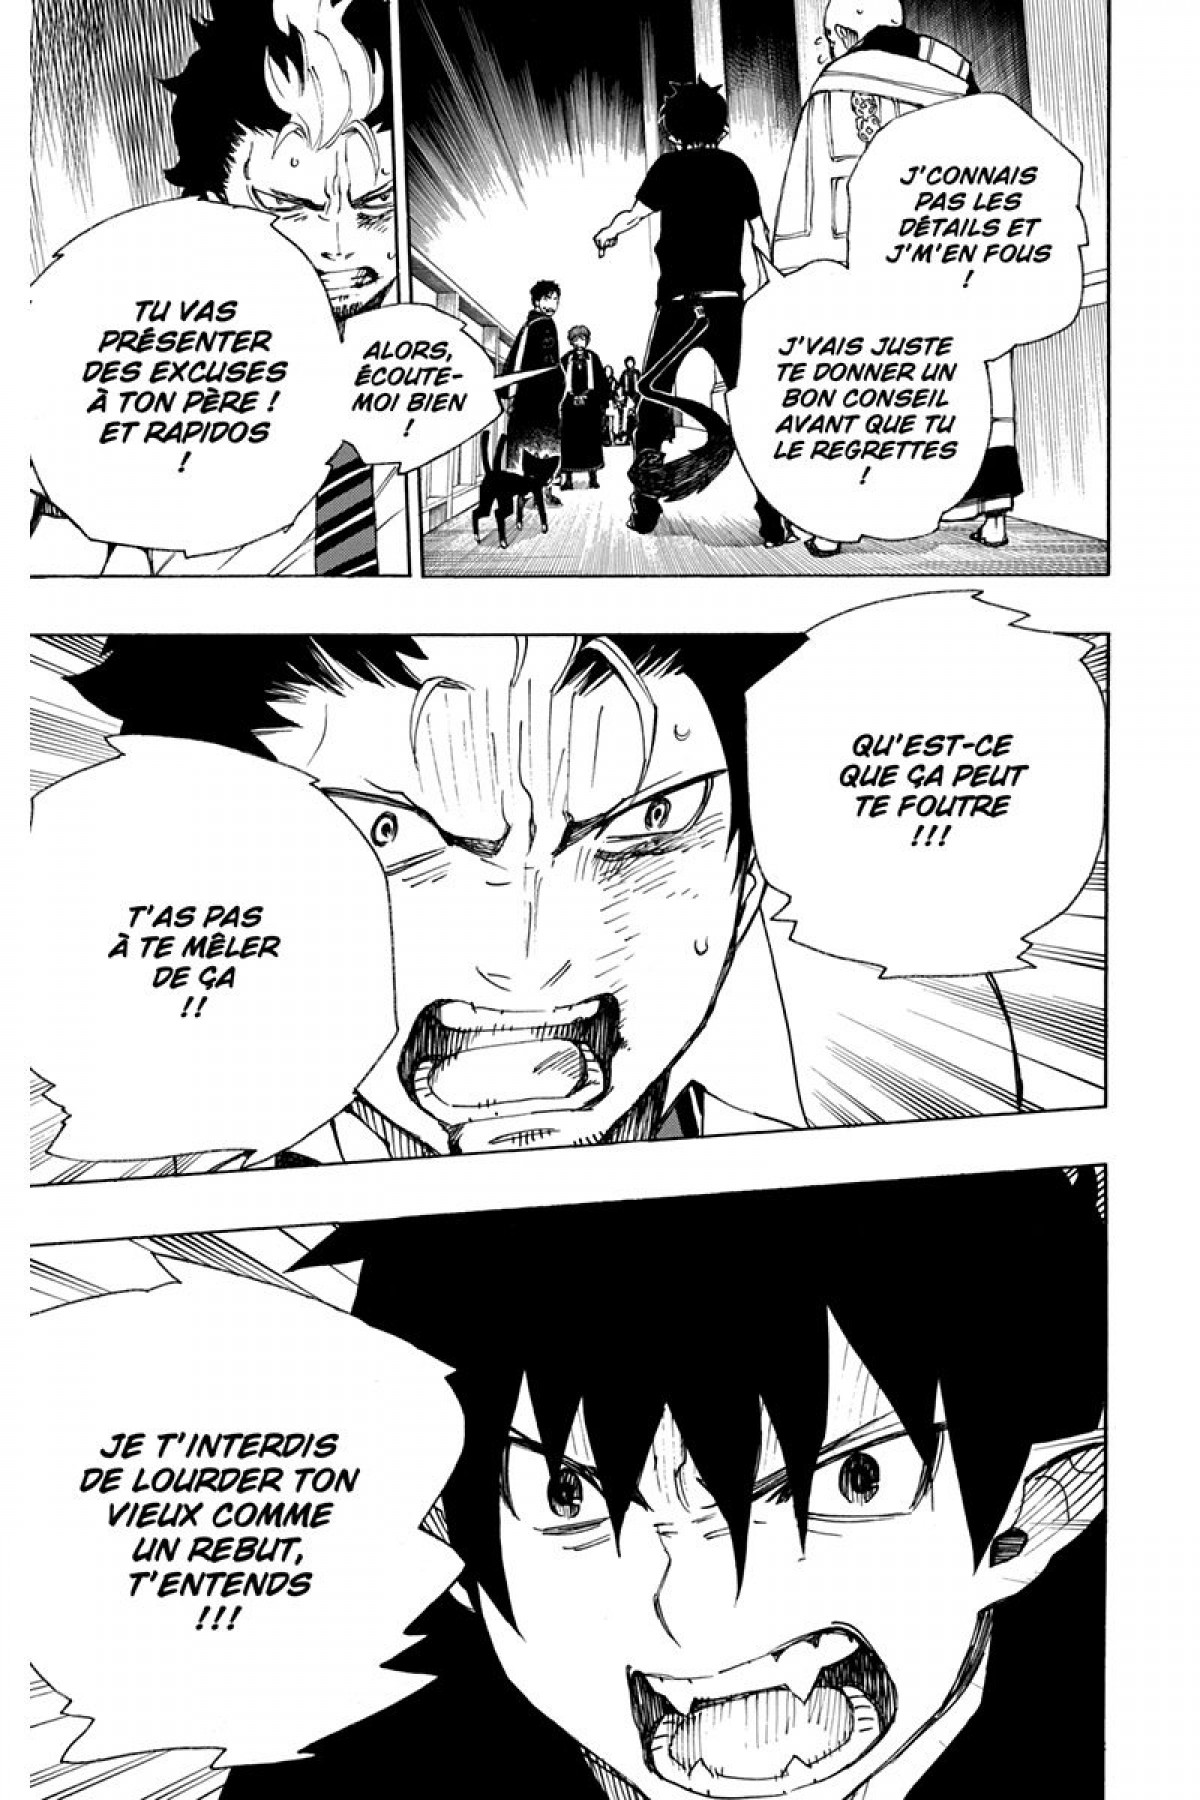 J'CONNAIS
PAS LES
DÉTAILS ET
J'M'EN FOUS
!
J'VAIS JUSTE
TE DONNER UN
BON CONSEIL
AVANT QUE TU
LE REGRETTES
!
ALORS,
ÉCOUTE-
MOI BIEN
!
TU VAS
PRÉSENTER
DES EXCUSES
À TON PÈRE !
ET RAPIDOS
!
QU'EST-CE
QUE ÇA PEUT
TE FOUTRE
!!!
T'AS PAS
À TE MÊLER
DE ÇA
!!
JE T'INTERDIS
DE LOURDER TON
VIEUX COMME
UN REBUT,
T'ENTENDS
!!!